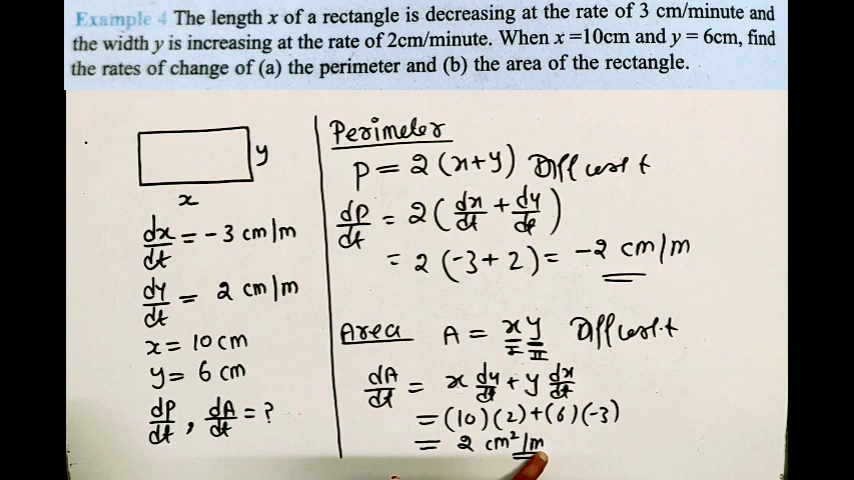 Example 4 The length x of a rectangle is decreasing at the rate of 3 cm/minute and
the width y is increasing at the rate of 2cm/minute. When x =10cm and y = 6cm, find
the rates of change of (a) the perimeter and (b) the area of the rectangle.
y
x
dx/dt = -3 cm/m
dy/dt = 2 cm/m
x = 10 cm
y = 6 cm
dP/dt, dA/dt = ?
Perimeter
P = 2(x+y) Diff w.r.t t
dP/dt = 2(dx/dt + dy/dt)
= 2(-3+2) = -2 cm/m
Area A = xy Diff w.r.t. t
I II
dA/dt = x dy/dt + y dx/dt
= (10)(2)+(6)(-3)
= 2 cm²/m